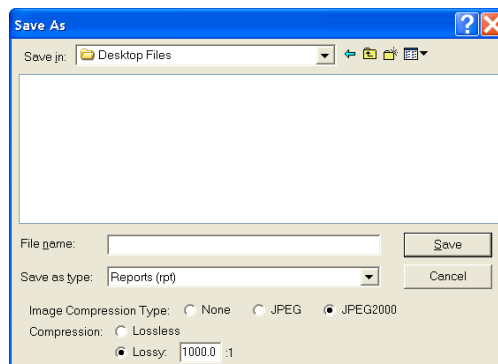 Save As
Save in: Desktop Files
File name:
Save
Save as type: Reports (rpt)
Cancel
Image Compression Type: None JPEG JPEG2000
Compression: Lossless
Lossy: 1000.0 :1